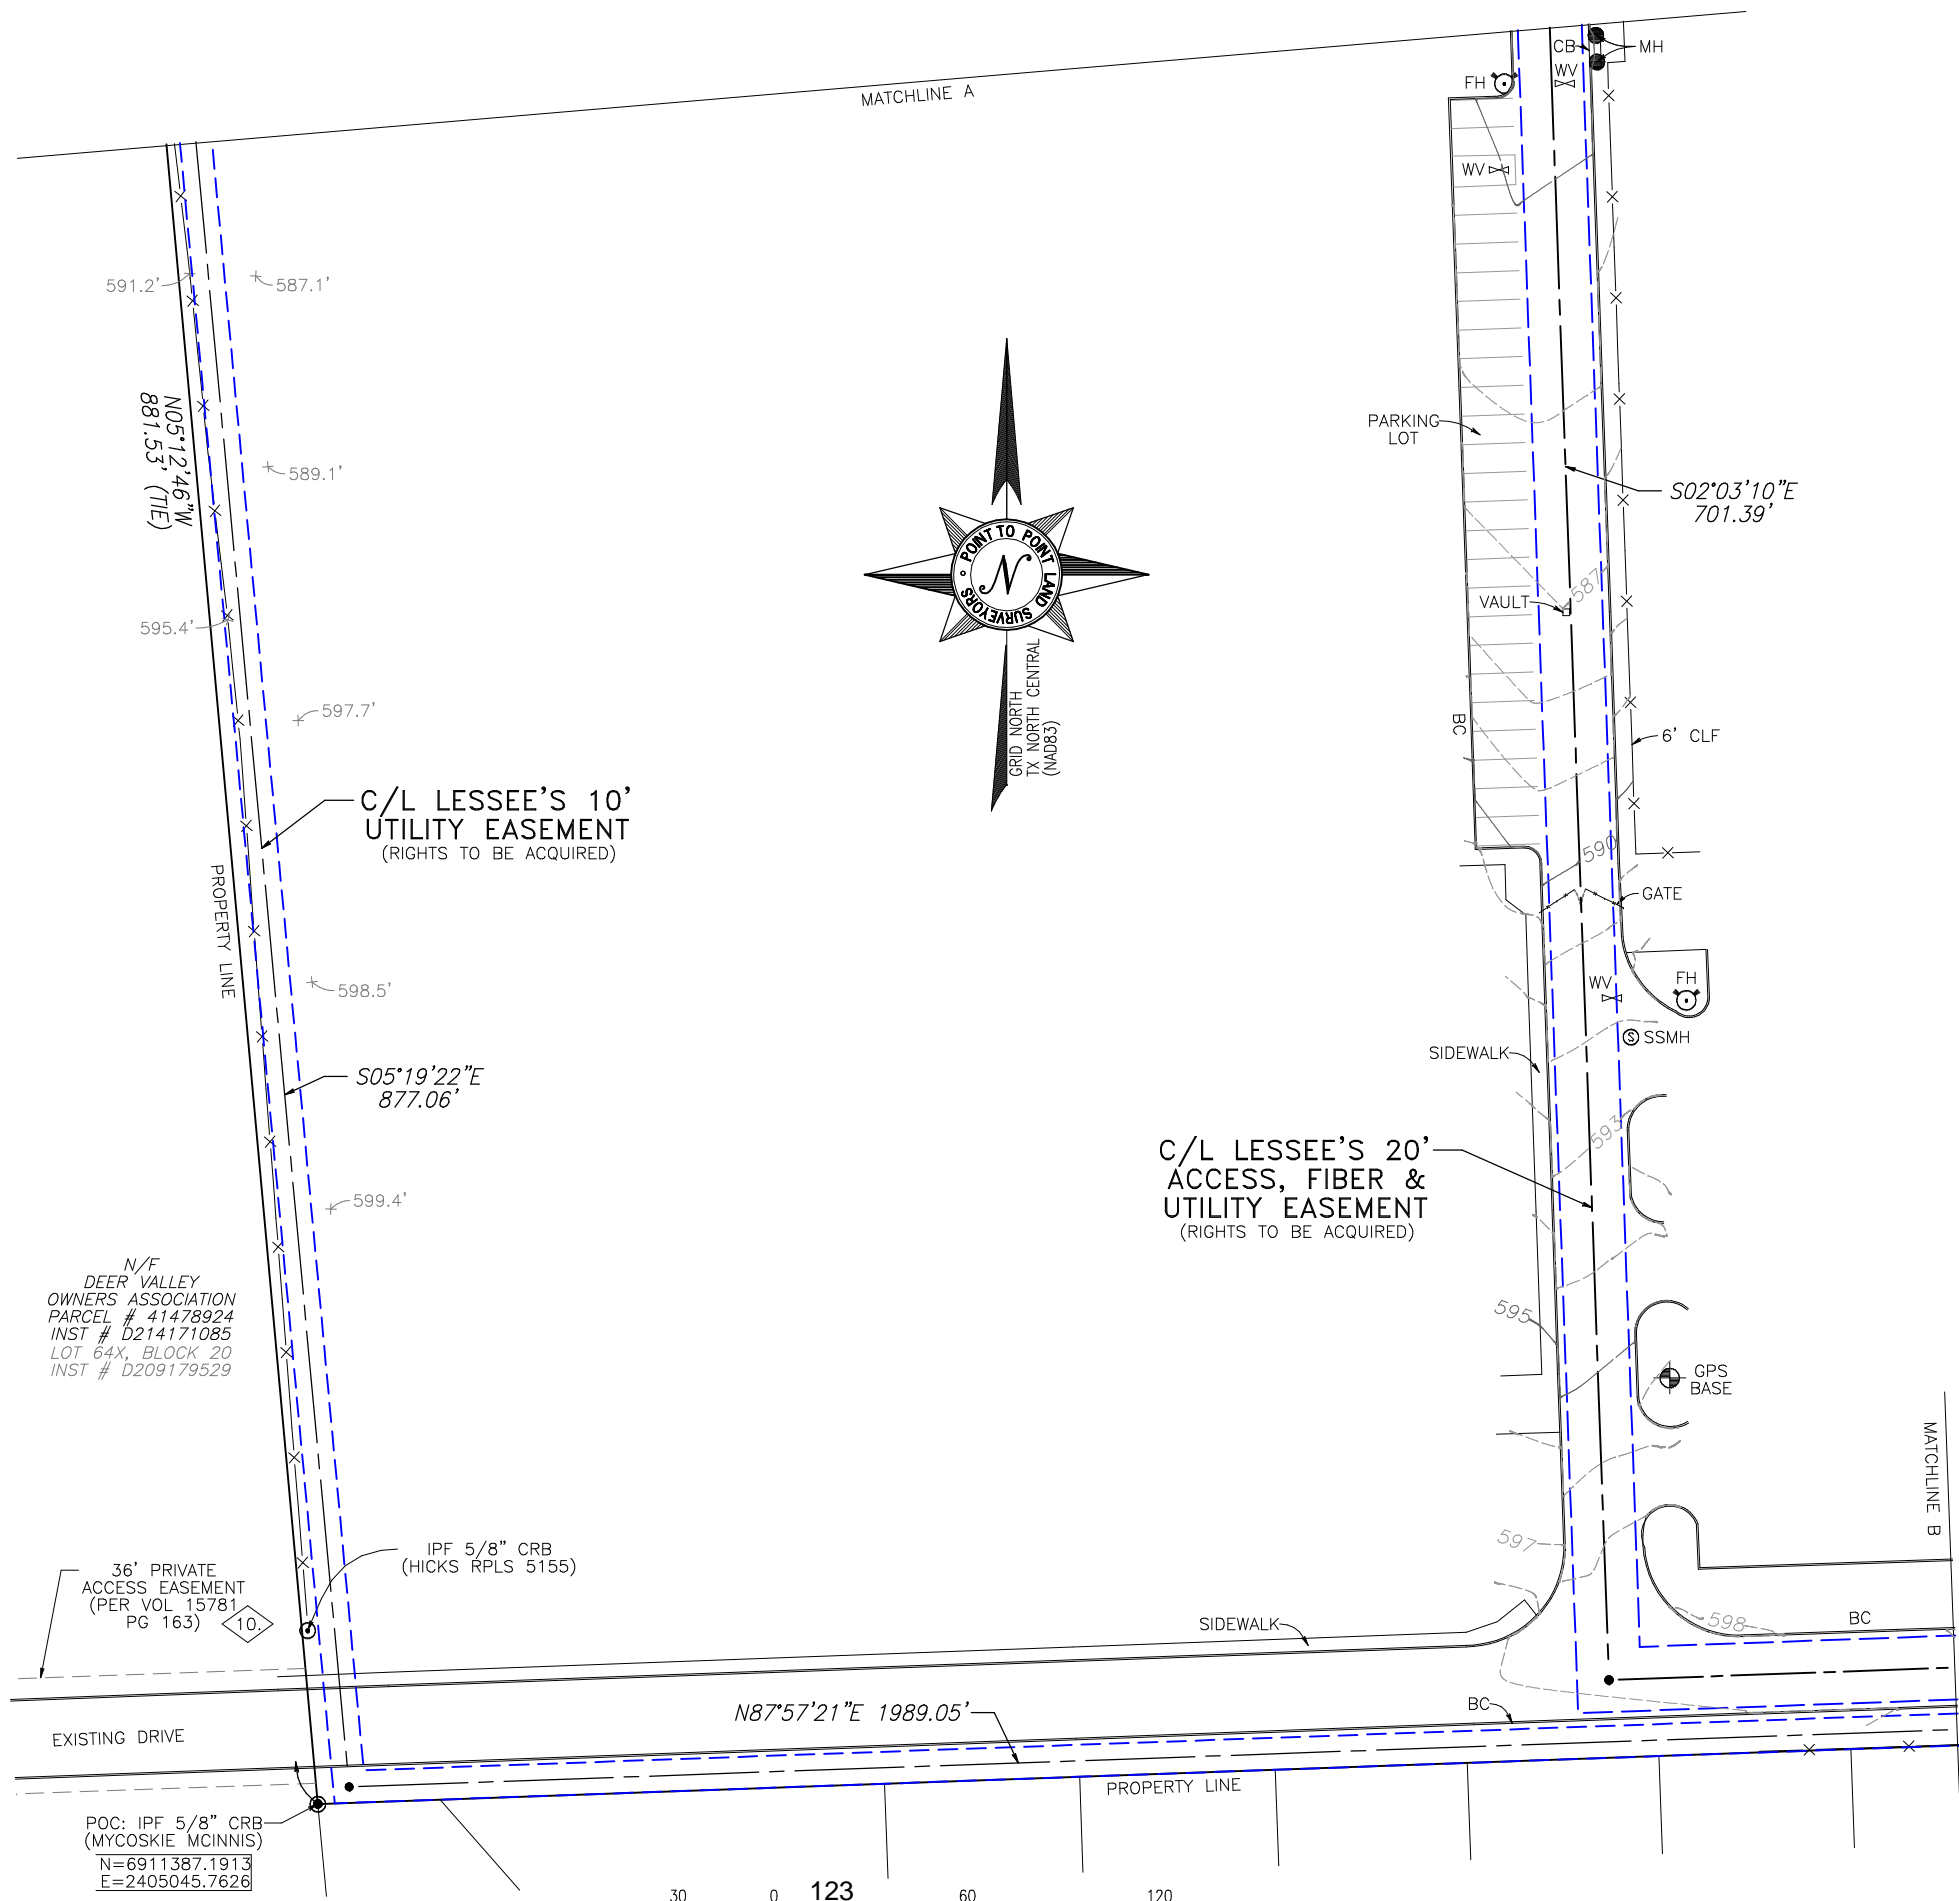 MATCHLINE A
CB
MH
WV
FH
WV
591.2'
587.1'
N05°12'46"W
881.53' (TIE)
589.1'
PARKING
LOT
S02°03'10"E
701.39'
POINT TO POINT LAND SURVEYORS
N
GRID NORTH
TX NORTH CENTRAL
(NAD83)
587
VAULT
595.4'
597.7'
BC
6' CLF
C/L LESSEE'S 10'
UTILITY EASEMENT
(RIGHTS TO BE ACQUIRED)
590
GATE
PROPERTY LINE
598.5'
WV
FH
SSMH
S
SIDEWALK
S05°19'22"E
877.06'
593
C/L LESSEE'S 20'
ACCESS, FIBER &
UTILITY EASEMENT
(RIGHTS TO BE ACQUIRED)
599.4'
N/F
DEER VALLEY
OWNERS ASSOCIATION
PARCEL # 41478924
INST # D214171085
LOT 64X, BLOCK 20
INST # D209179529
595
GPS
BASE
MATCHLINE B
597
IPF 5/8" CRB
(HICKS RPLS 5155)
36' PRIVATE
ACCESS EASEMENT
(PER VOL 15781
PG 163)
10.
SIDEWALK
598
BC
N87°57'21"E 1989.05'
BC
EXISTING DRIVE
PROPERTY LINE
POC: IPF 5/8" CRB
(MYCOSKIE MCINNIS)
N=6911387.1913
E=2405045.7626
30 0 123 60 120